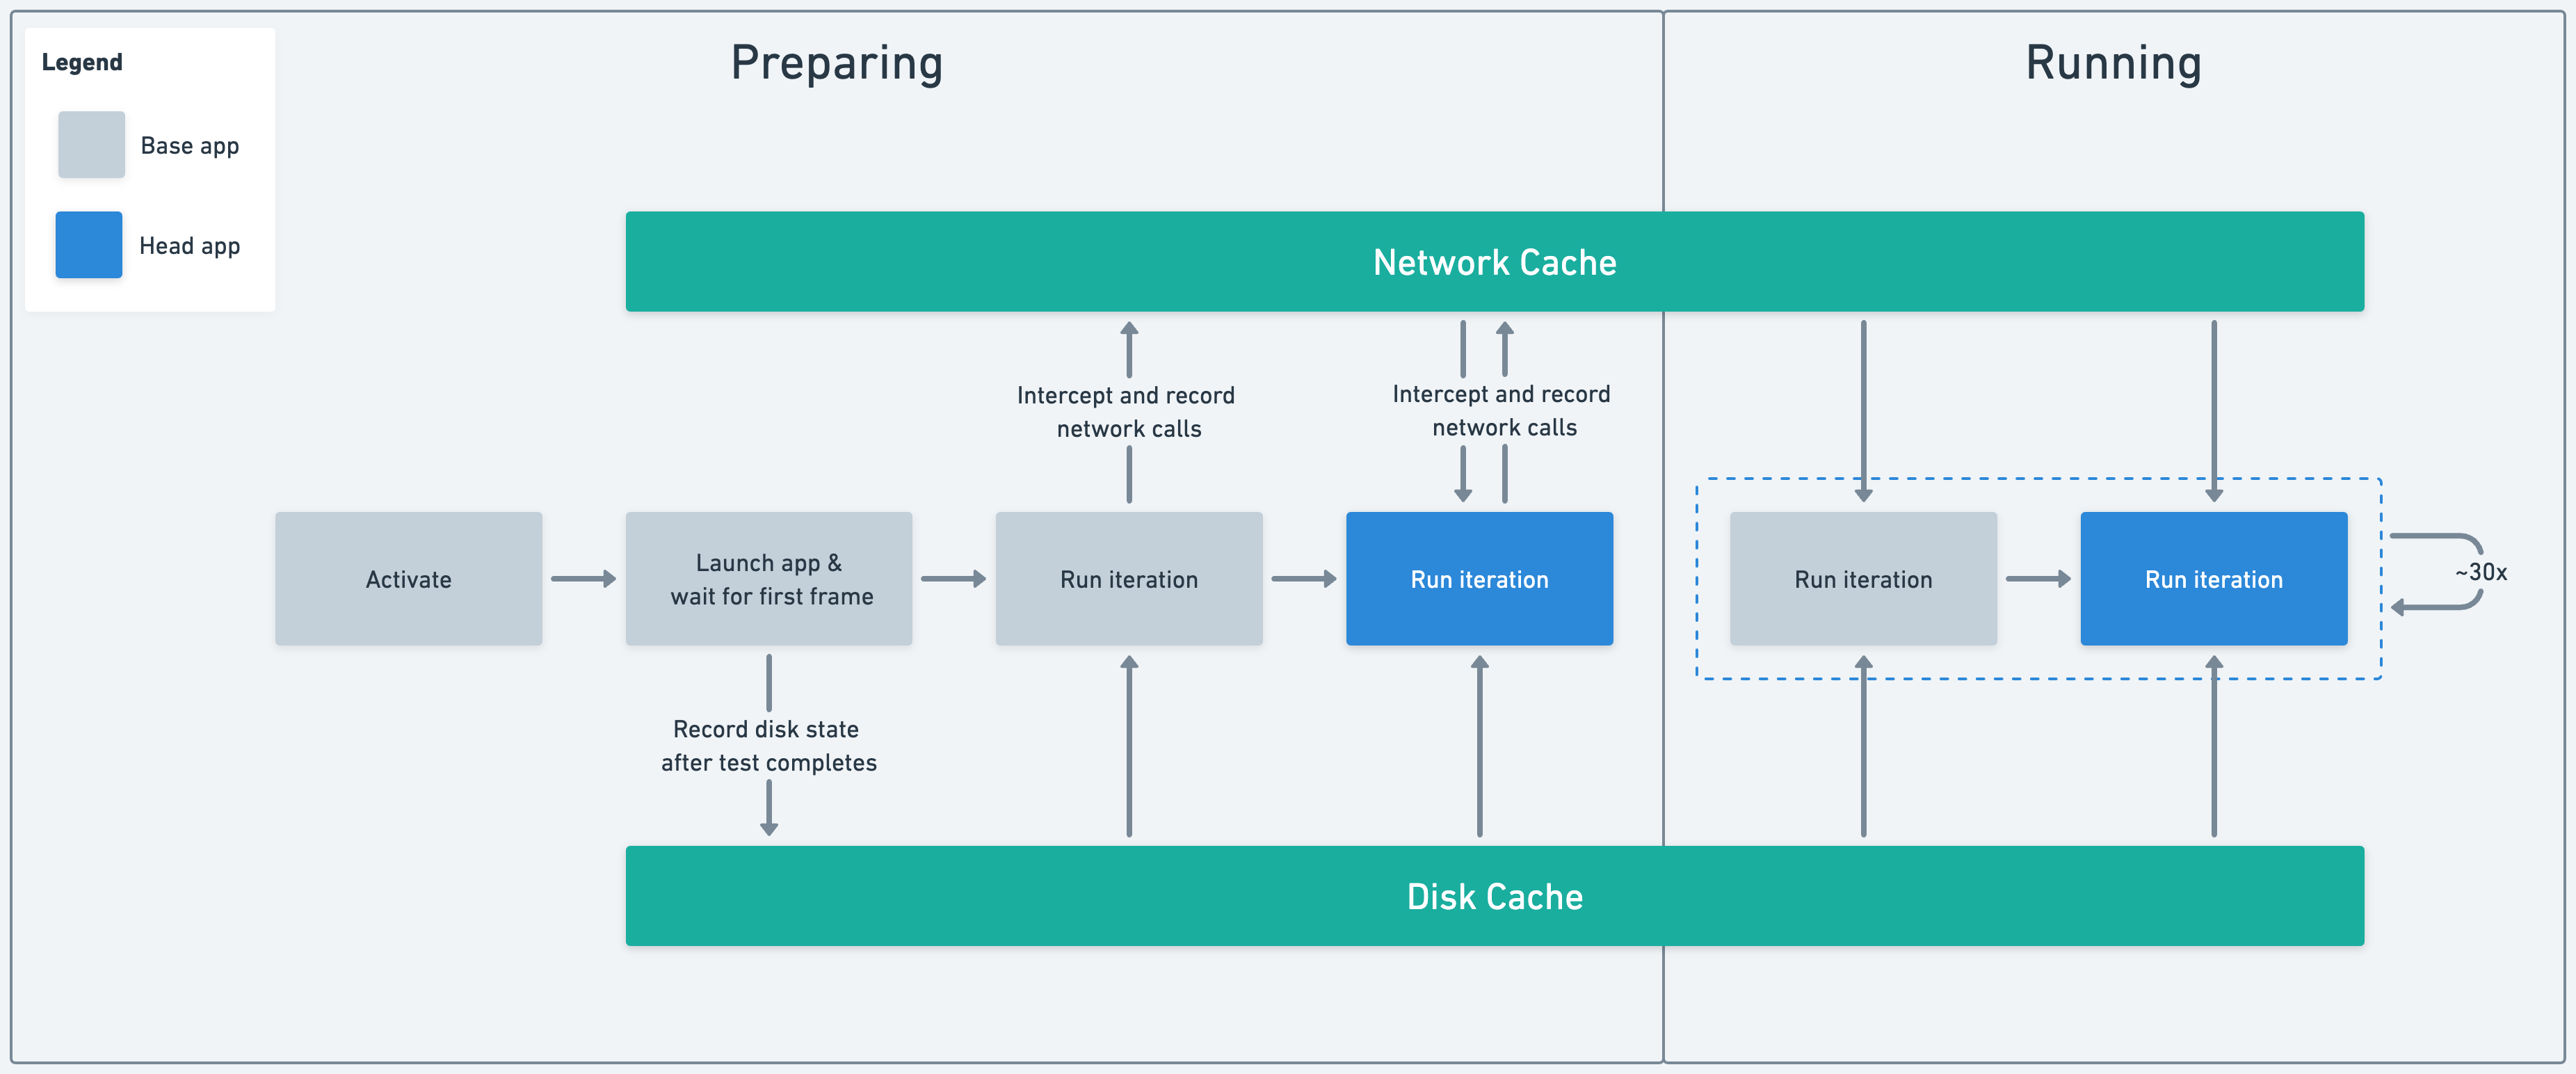 Preparing
Running
Legend
Base app
Head app
Network Cache
Intercept and record
network calls
Intercept and record
network calls
Activate
Launch app &
wait for first frame
Run iteration
Run iteration
Run iteration
Run iteration
~30x
Record disk state
after test completes
Disk Cache